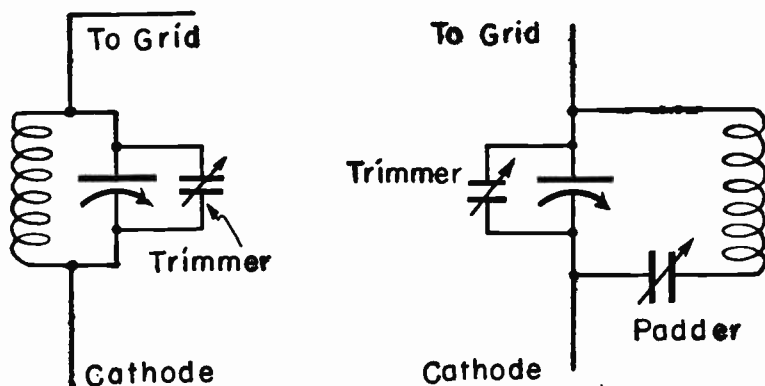 To Grid
Trimmer
Cathode
To Grid
Trimmer
Padder
Cathode